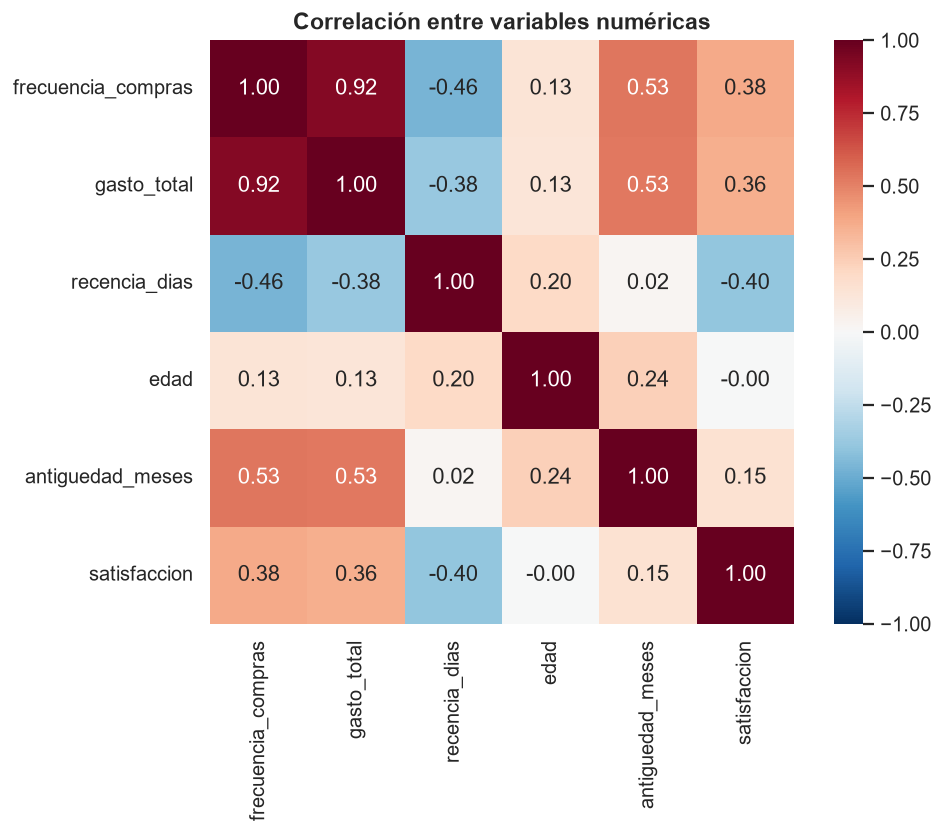 Correlación entre variables numéricas
frecuencia_compras 1.00 0.92 -0.46 0.13 0.53 0.38
gasto_total 0.92 1.00 -0.38 0.13 0.53 0.36
recencia_dias -0.46 -0.38 1.00 0.20 0.02 -0.40
edad 0.13 0.13 0.20 1.00 0.24 -0.00
antiguedad_meses 0.53 0.53 0.02 0.24 1.00 0.15
satisfaccion 0.38 0.36 -0.40 -0.00 0.15 1.00
frecuencia_compras
gasto_total
recencia_dias
edad
antiguedad_meses
satisfaccion
1.00
0.75
0.50
0.25
0.00
−0.25
−0.50
−0.75
−1.00